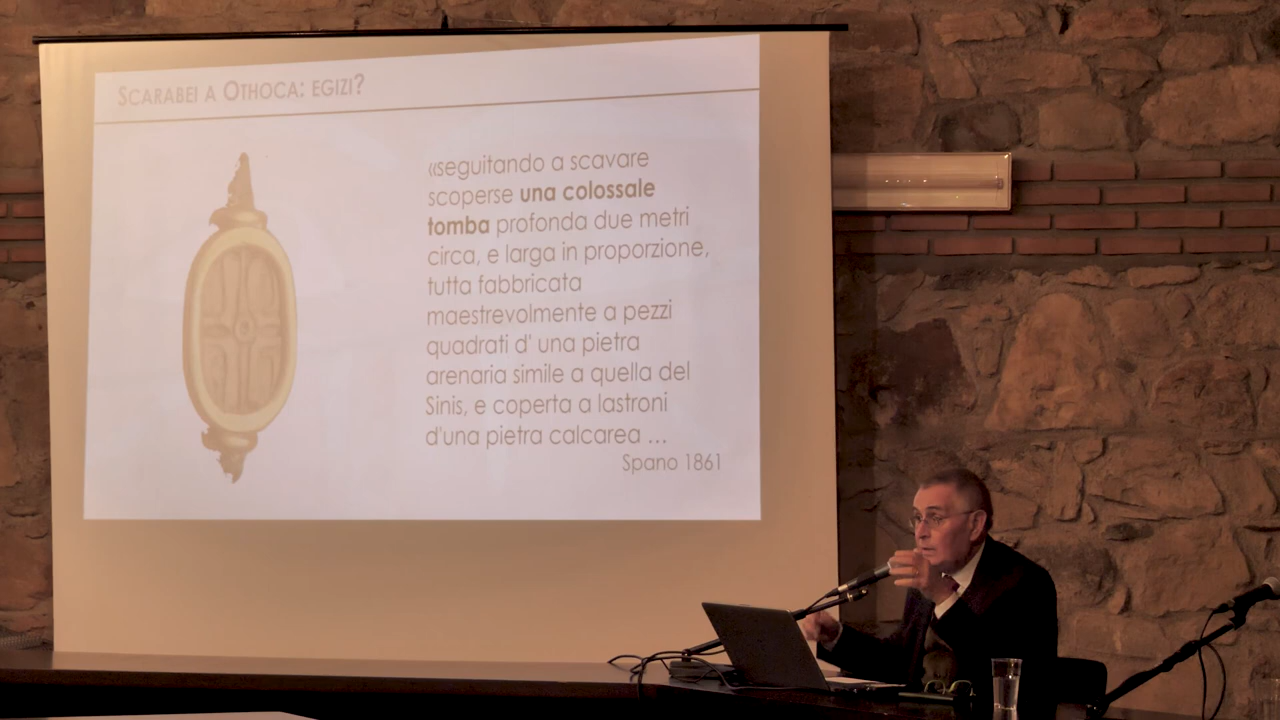 Scarabei a Othoca: egizi?
«seguitando a scavare
scoperse una colossale
tomba profonda due metri
circa, e larga in proporzione,
tutta fabbricata
maestrevolmente a pezzi
quadrati d' una pietra
arenaria simile a quella del
Sinis, e coperta a lastroni
d'una pietra calcarea ...
Spano 1861